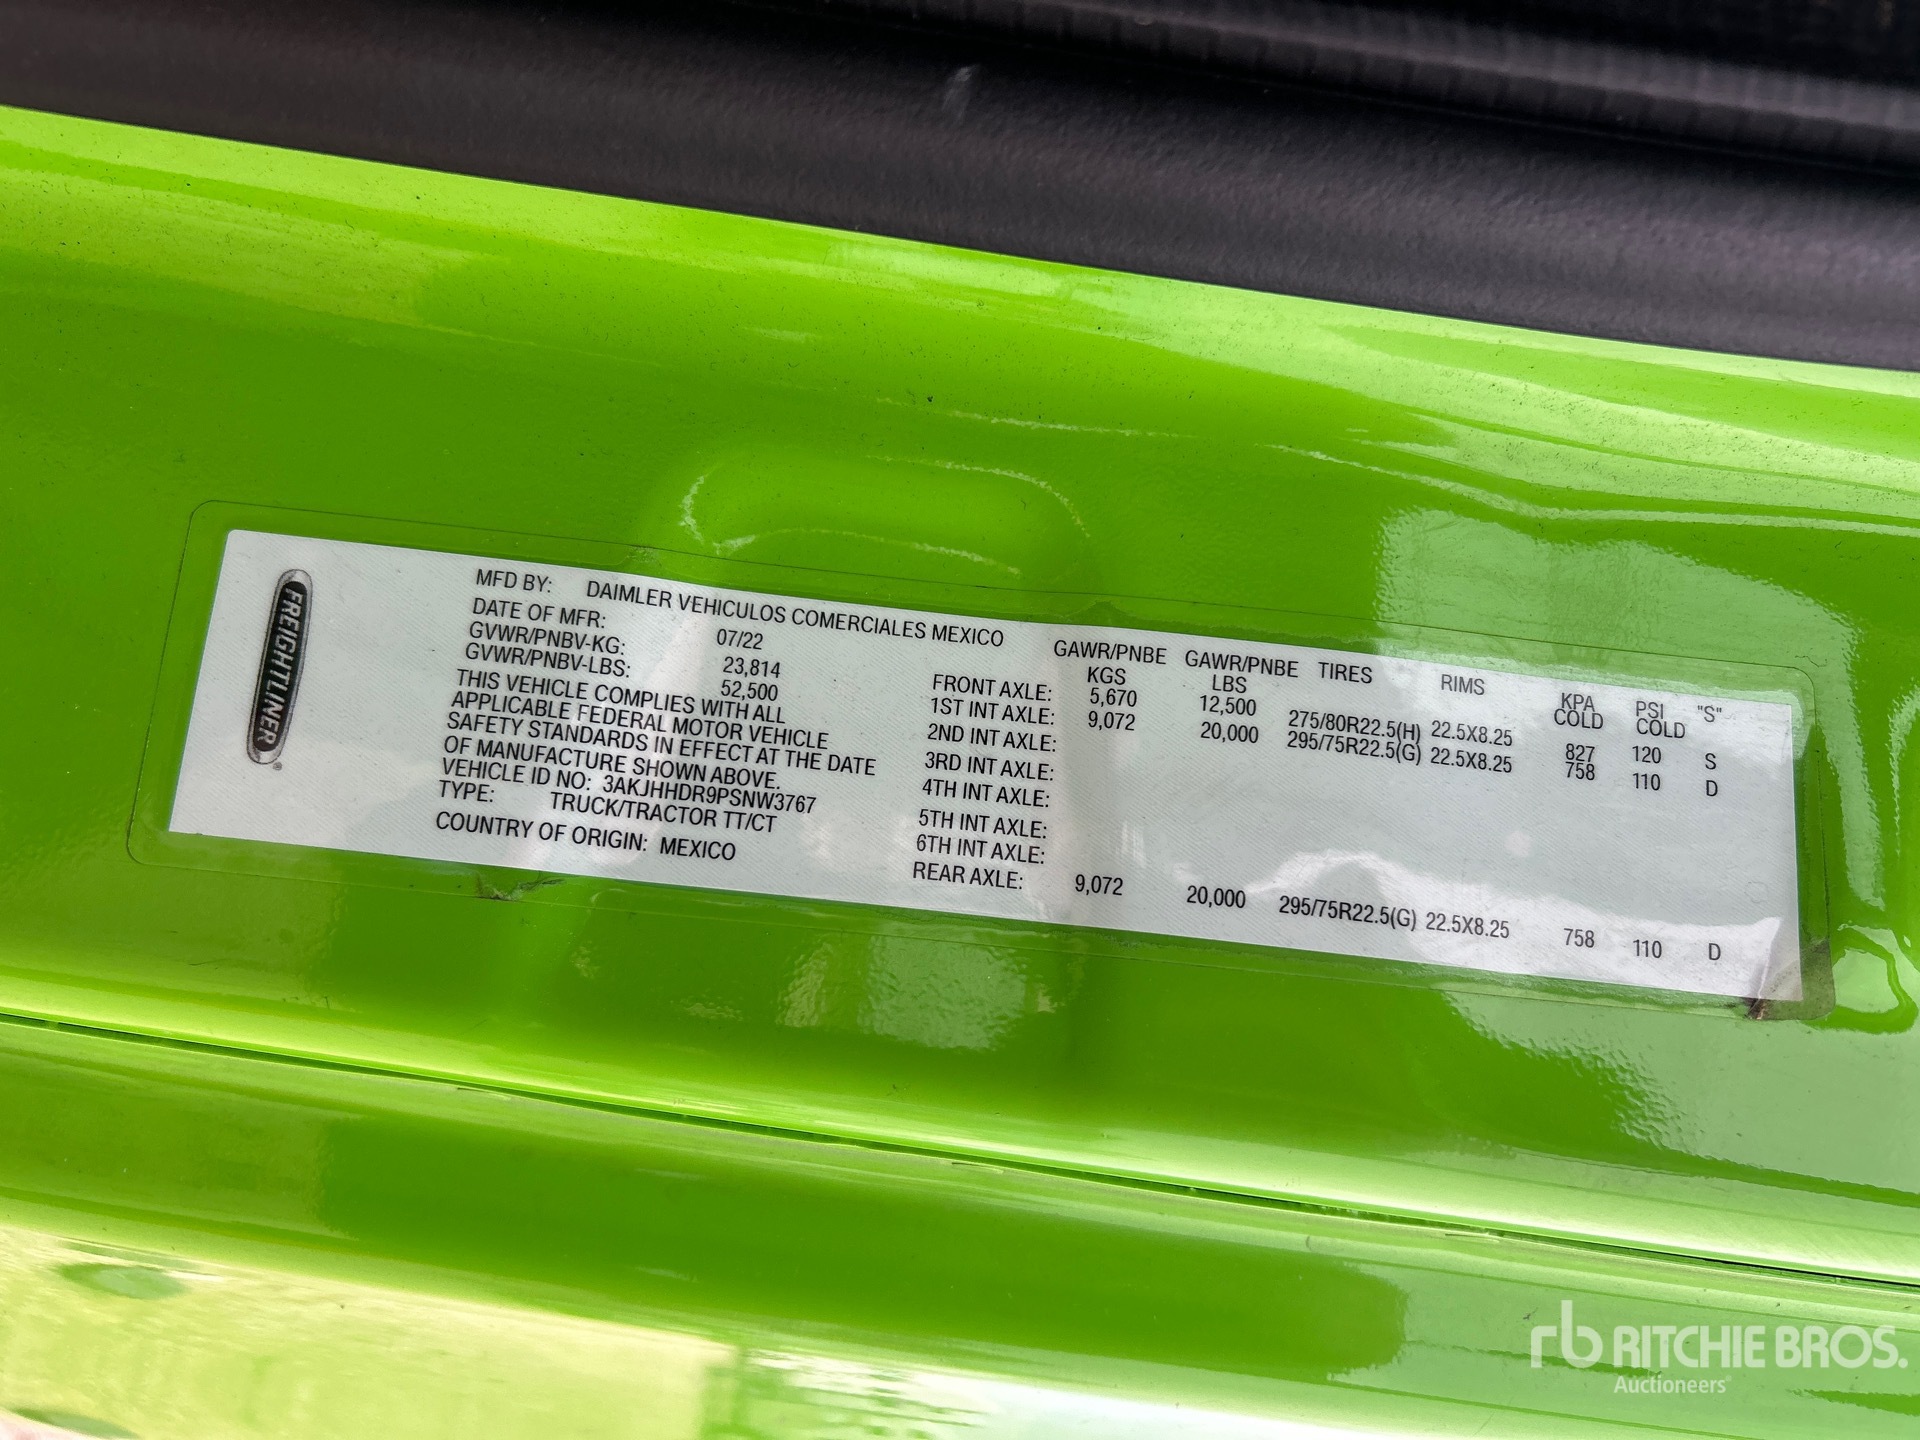 FREIGHTLINER®
MFD BY: DAIMLER VEHICULOS COMERCIALES MEXICO
DATE OF MFR: 07/22
GVWR/PNBV-KG: 23,814
GVWR/PNBV-LBS: 52,500
THIS VEHICLE COMPLIES WITH ALL
APPLICABLE FEDERAL MOTOR VEHICLE
SAFETY STANDARDS IN EFFECT AT THE DATE
OF MANUFACTURE SHOWN ABOVE.
VEHICLE ID NO: 3AKJHHDR9PSNW3767
TYPE: TRUCK/TRACTOR TT/CT
COUNTRY OF ORIGIN: MEXICO
GAWR/PNBE KGS GAWR/PNBE LBS TIRES RIMS KPA COLD PSI COLD "S"
FRONT AXLE: 5,670 12,500 275/80R22.5(H) 22.5X8.25 827 120 S
1ST INT AXLE: 9,072 20,000 295/75R22.5(G) 22.5X8.25 758 110 D
2ND INT AXLE:
3RD INT AXLE:
4TH INT AXLE:
5TH INT AXLE:
6TH INT AXLE:
REAR AXLE: 9,072 20,000 295/75R22.5(G) 22.5X8.25 758 110 D
rb RITCHIE BROS.
Auctioneers